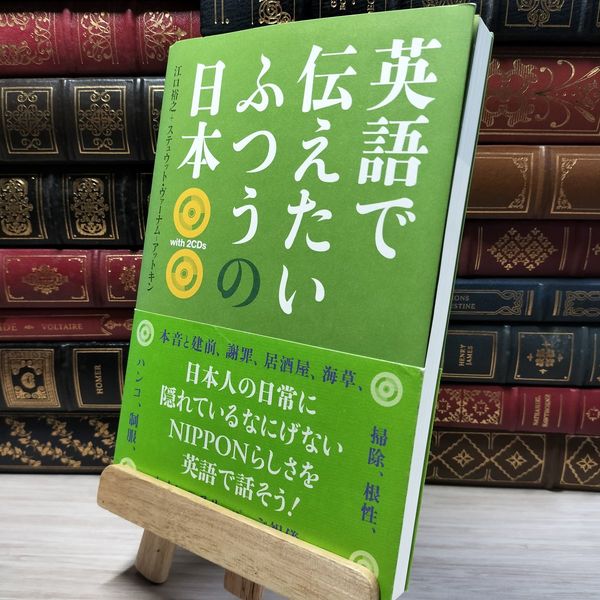 英語で
伝えたい
ふつうの
日本
江口裕之+ステュウット・ヴァーナム-アットキン
with 2CDs
本音と建前、謝罪、居酒屋、海草、
掃除、根性、
日本人の日常に
隠れているなにげない
NIPPONらしさを
英語で話そう!
ハンコ、制服、
VOLTAIRE
HOMER
HENRY
JAMES